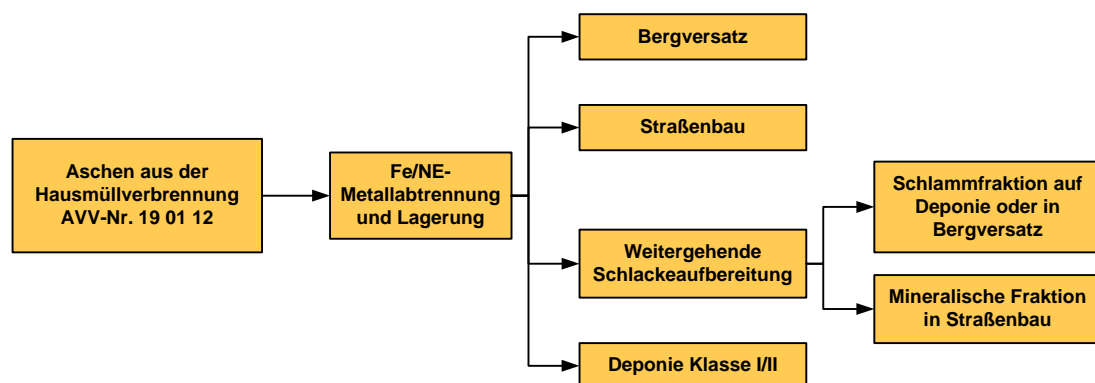 Aschen aus der
Hausmüllverbrennung
AVV-Nr. 19 01 12
Fe/NE-
Metallabtrennung
und Lagerung
Bergversatz
Straßenbau
Weitergehende
Schlackeaufbereitung
Deponie Klasse I/II
Schlammfraktion auf
Deponie oder in
Bergversatz
Mineralische Fraktion
in Straßenbau